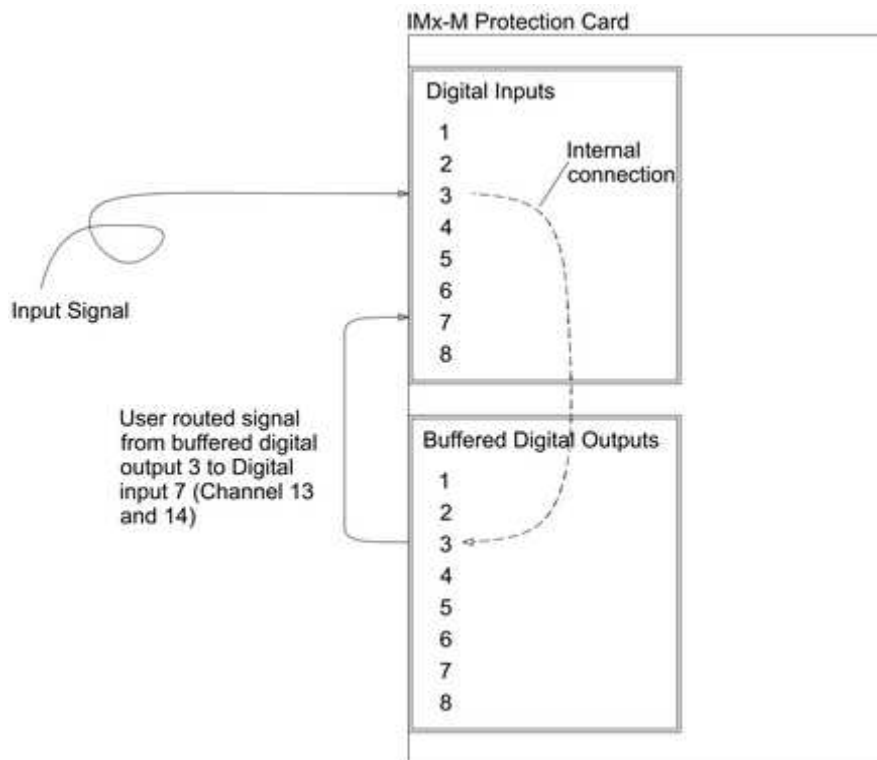 IMx-M Protection Card
Digital Inputs
1
2
3
4
5
6
7
8
Internal
connection
Input Signal
User routed signal
from buffered digital
output 3 to Digital
input 7 (Channel 13
and 14)
Buffered Digital Outputs
1
2
3
4
5
6
7
8